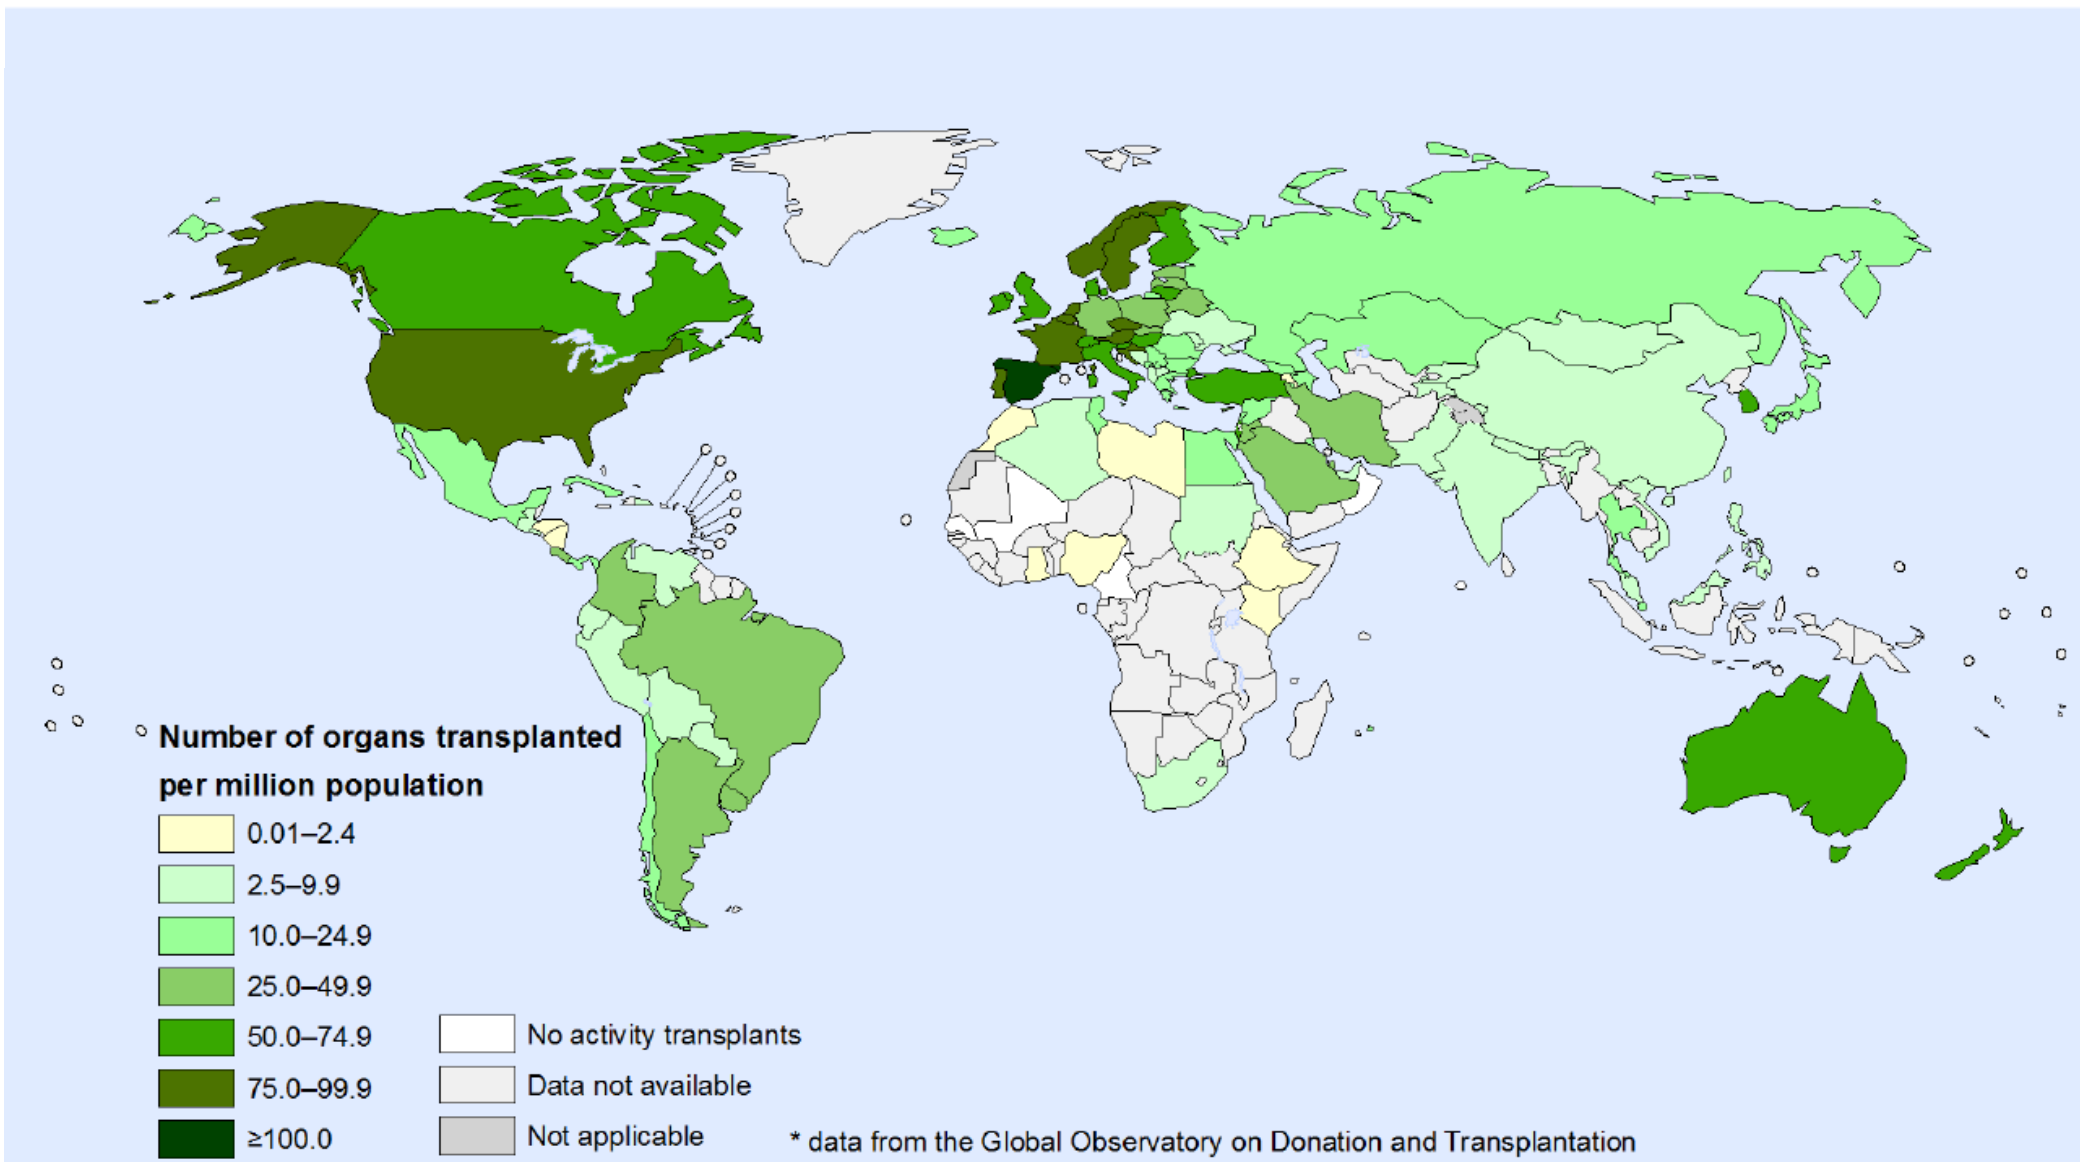 Number of organs transplanted
per million population
0.01–2.4
2.5–9.9
10.0–24.9
25.0–49.9
50.0–74.9
75.0–99.9
≥100.0
No activity transplants
Data not available
Not applicable
* data from the Global Observatory on Donation and Transplantation